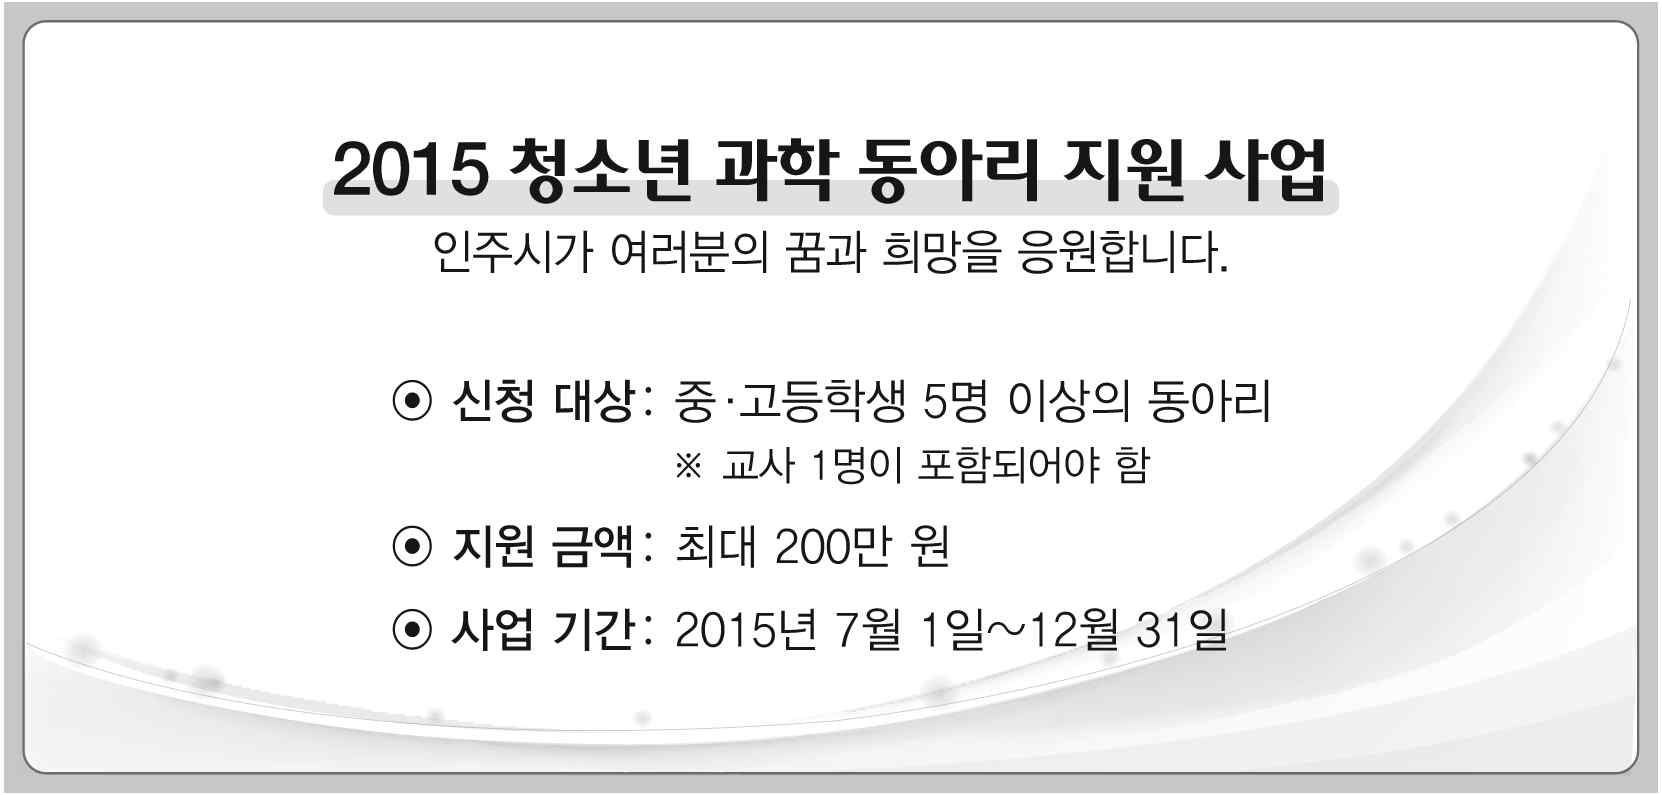 2015 청소년 과학 동아리 지원 사업
인주시가 여러분의 꿈과 희망을 응원합니다.
⊙ 신청 대상: 중·고등학생 5명 이상의 동아리
※ 교사 1명이 포함되어야 함
⊙ 지원 금액: 최대 200만 원
⊙ 사업 기간: 2015년 7월 1일~12월 31일